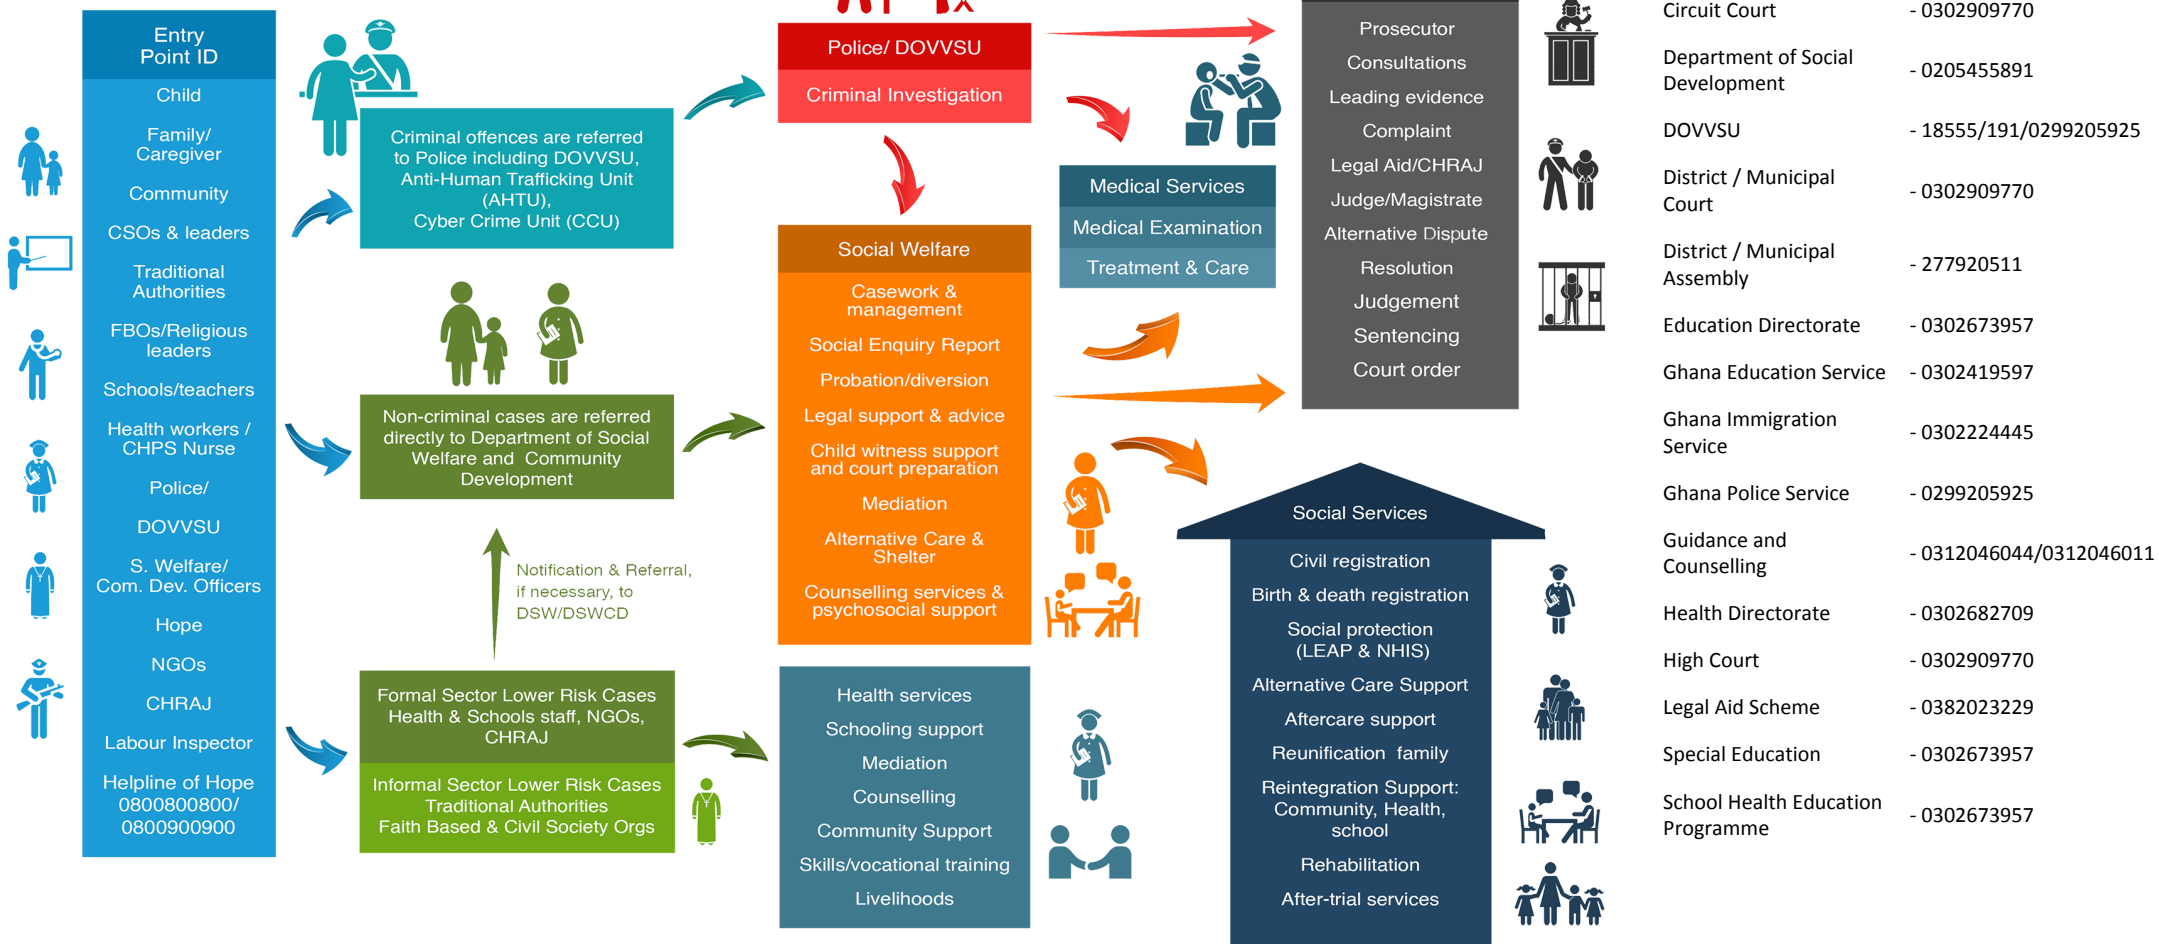 Entry
Point ID
Child
Family/
Caregiver
Community
CSOs & leaders
Traditional
Authorities
FBOs/Religious
leaders
Schools/teachers
Health workers /
CHPS Nurse
Police/
DOVVSU
S. Welfare/
Com. Dev. Officers
Hope
NGOs
CHRAJ
Labour Inspector
Helpline of Hope
0800800800/
0800900900
Criminal offences are referred
to Police including DOVVSU,
Anti-Human Trafficking Unit
(AHTU),
Cyber Crime Unit (CCU)
Non-criminal cases are referred
directly to Department of Social
Welfare and Community
Development
Notification & Referral,
if necessary, to
DSW/DSWCD
Formal Sector Lower Risk Cases
Health & Schools staff, NGOs,
CHRAJ
Informal Sector Lower Risk Cases
Traditional Authorities
Faith Based & Civil Society Orgs
Police/ DOVVSU
Criminal Investigation
Social Welfare
Casework &
management
Social Enquiry Report
Probation/diversion
Legal support & advice
Child witness support
and court preparation
Mediation
Alternative Care &
Shelter
Counselling services &
psychosocial support
Health services
Schooling support
Mediation
Counselling
Community Support
Skills/vocational training
Livelihoods
Medical Services
Medical Examination
Treatment & Care
Prosecutor
Consultations
Leading evidence
Complaint
Legal Aid/CHRAJ
Judge/Magistrate
Alternative Dispute
Resolution
Judgement
Sentencing
Court order
Social Services
Civil registration
Birth & death registration
Social protection
(LEAP & NHIS)
Alternative Care Support
Aftercare support
Reunification family
Reintegration Support:
Community, Health,
school
Rehabilitation
After-trial services
Circuit Court - 0302909770
Department of Social
Development - 0205455891
DOVVSU - 18555/191/0299205925
District / Municipal
Court - 0302909770
District / Municipal
Assembly - 277920511
Education Directorate - 0302673957
Ghana Education Service - 0302419597
Ghana Immigration
Service - 0302224445
Ghana Police Service - 0299205925
Guidance and
Counselling - 0312046044/0312046011
Health Directorate - 0302682709
High Court - 0302909770
Legal Aid Scheme - 0382023229
Special Education - 0302673957
School Health Education
Programme - 0302673957